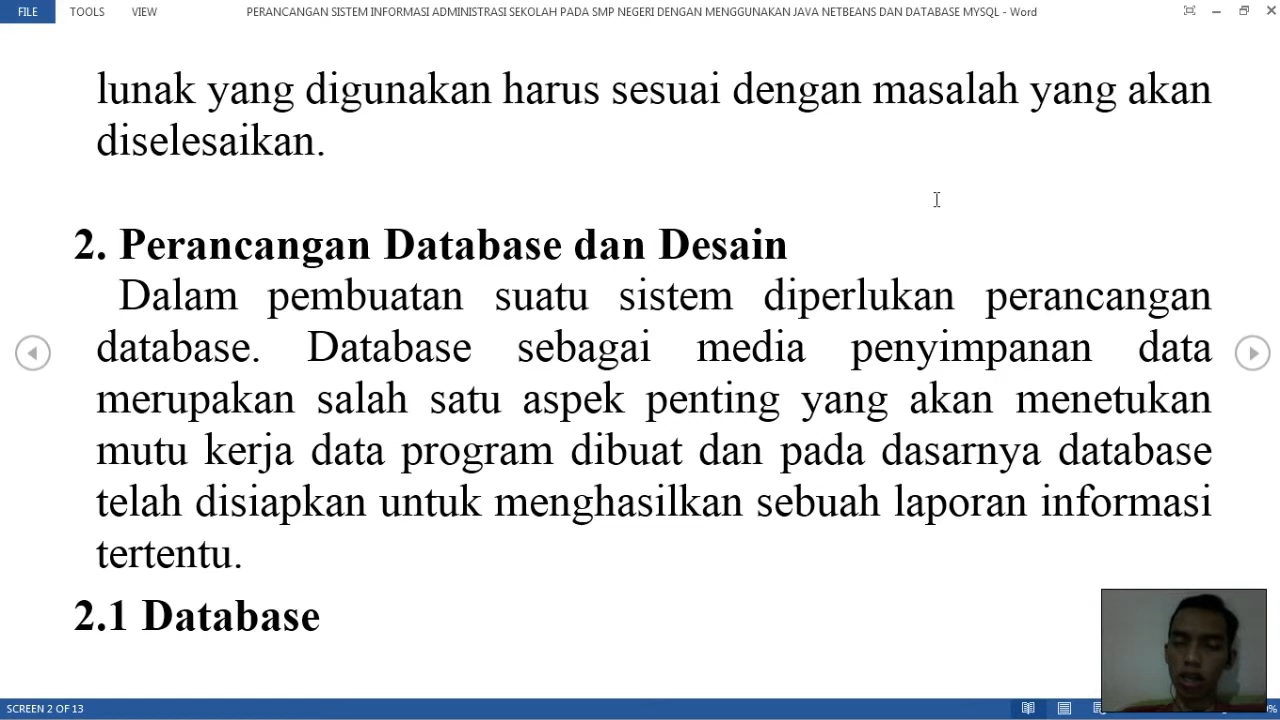 FILE TOOLS VIEW PERANCANGAN SISTEM INFORMASI ADMINISTRASI SEKOLAH PADA SMP NEGERI DENGAN MENGGUNAKAN JAVA NETBEANS DAN DATABASE MYSQL - Word
lunak yang digunakan harus sesuai dengan masalah yang akan
diselesaikan.
2. Perancangan Database dan Desain
Dalam pembuatan suatu sistem diperlukan perancangan
database. Database sebagai media penyimpanan data
merupakan salah satu aspek penting yang akan menetukan
mutu kerja data program dibuat dan pada dasarnya database
telah disiapkan untuk menghasilkan sebuah laporan informasi
tertentu.
2.1 Database
SCREEN 2 OF 13